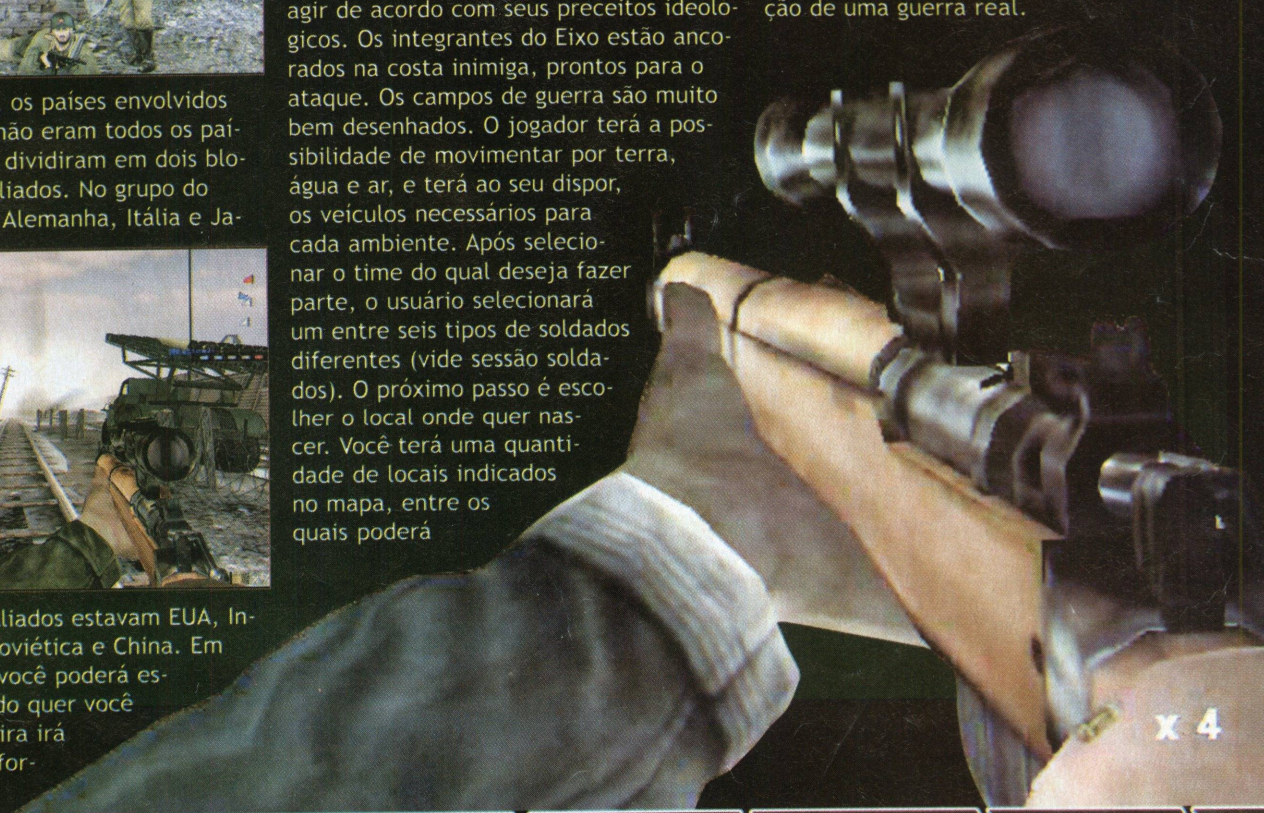 os países envolvidos
não eram todos os paí-
dividiram em dois blo-
liados. No grupo do
Alemanha, Itália e Ja-
liados estavam EUA, In-
oviética e China. Em
você poderá es-
do quer você
ira irá
for-
agir de acordo com seus preceitos ideoló-
gicos. Os integrantes do Eixo estão anco-
rados na costa inimiga, prontos para o
ataque. Os campos de guerra são muito
bem desenhados. O jogador terá a pos-
sibilidade de movimentar por terra,
água e ar, e terá ao seu dispor,
os veículos necessários para
cada ambiente. Após selecio-
nar o time do qual deseja fazer
parte, o usuário selecionará
um entre seis tipos de soldados
diferentes (vide sessão solda-
dos). O próximo passo é esco-
lher o local onde quer nas-
cer. Você terá uma quanti-
dade de locais indicados
no mapa, entre os
quais poderá
ção de uma guerra real.
x 4